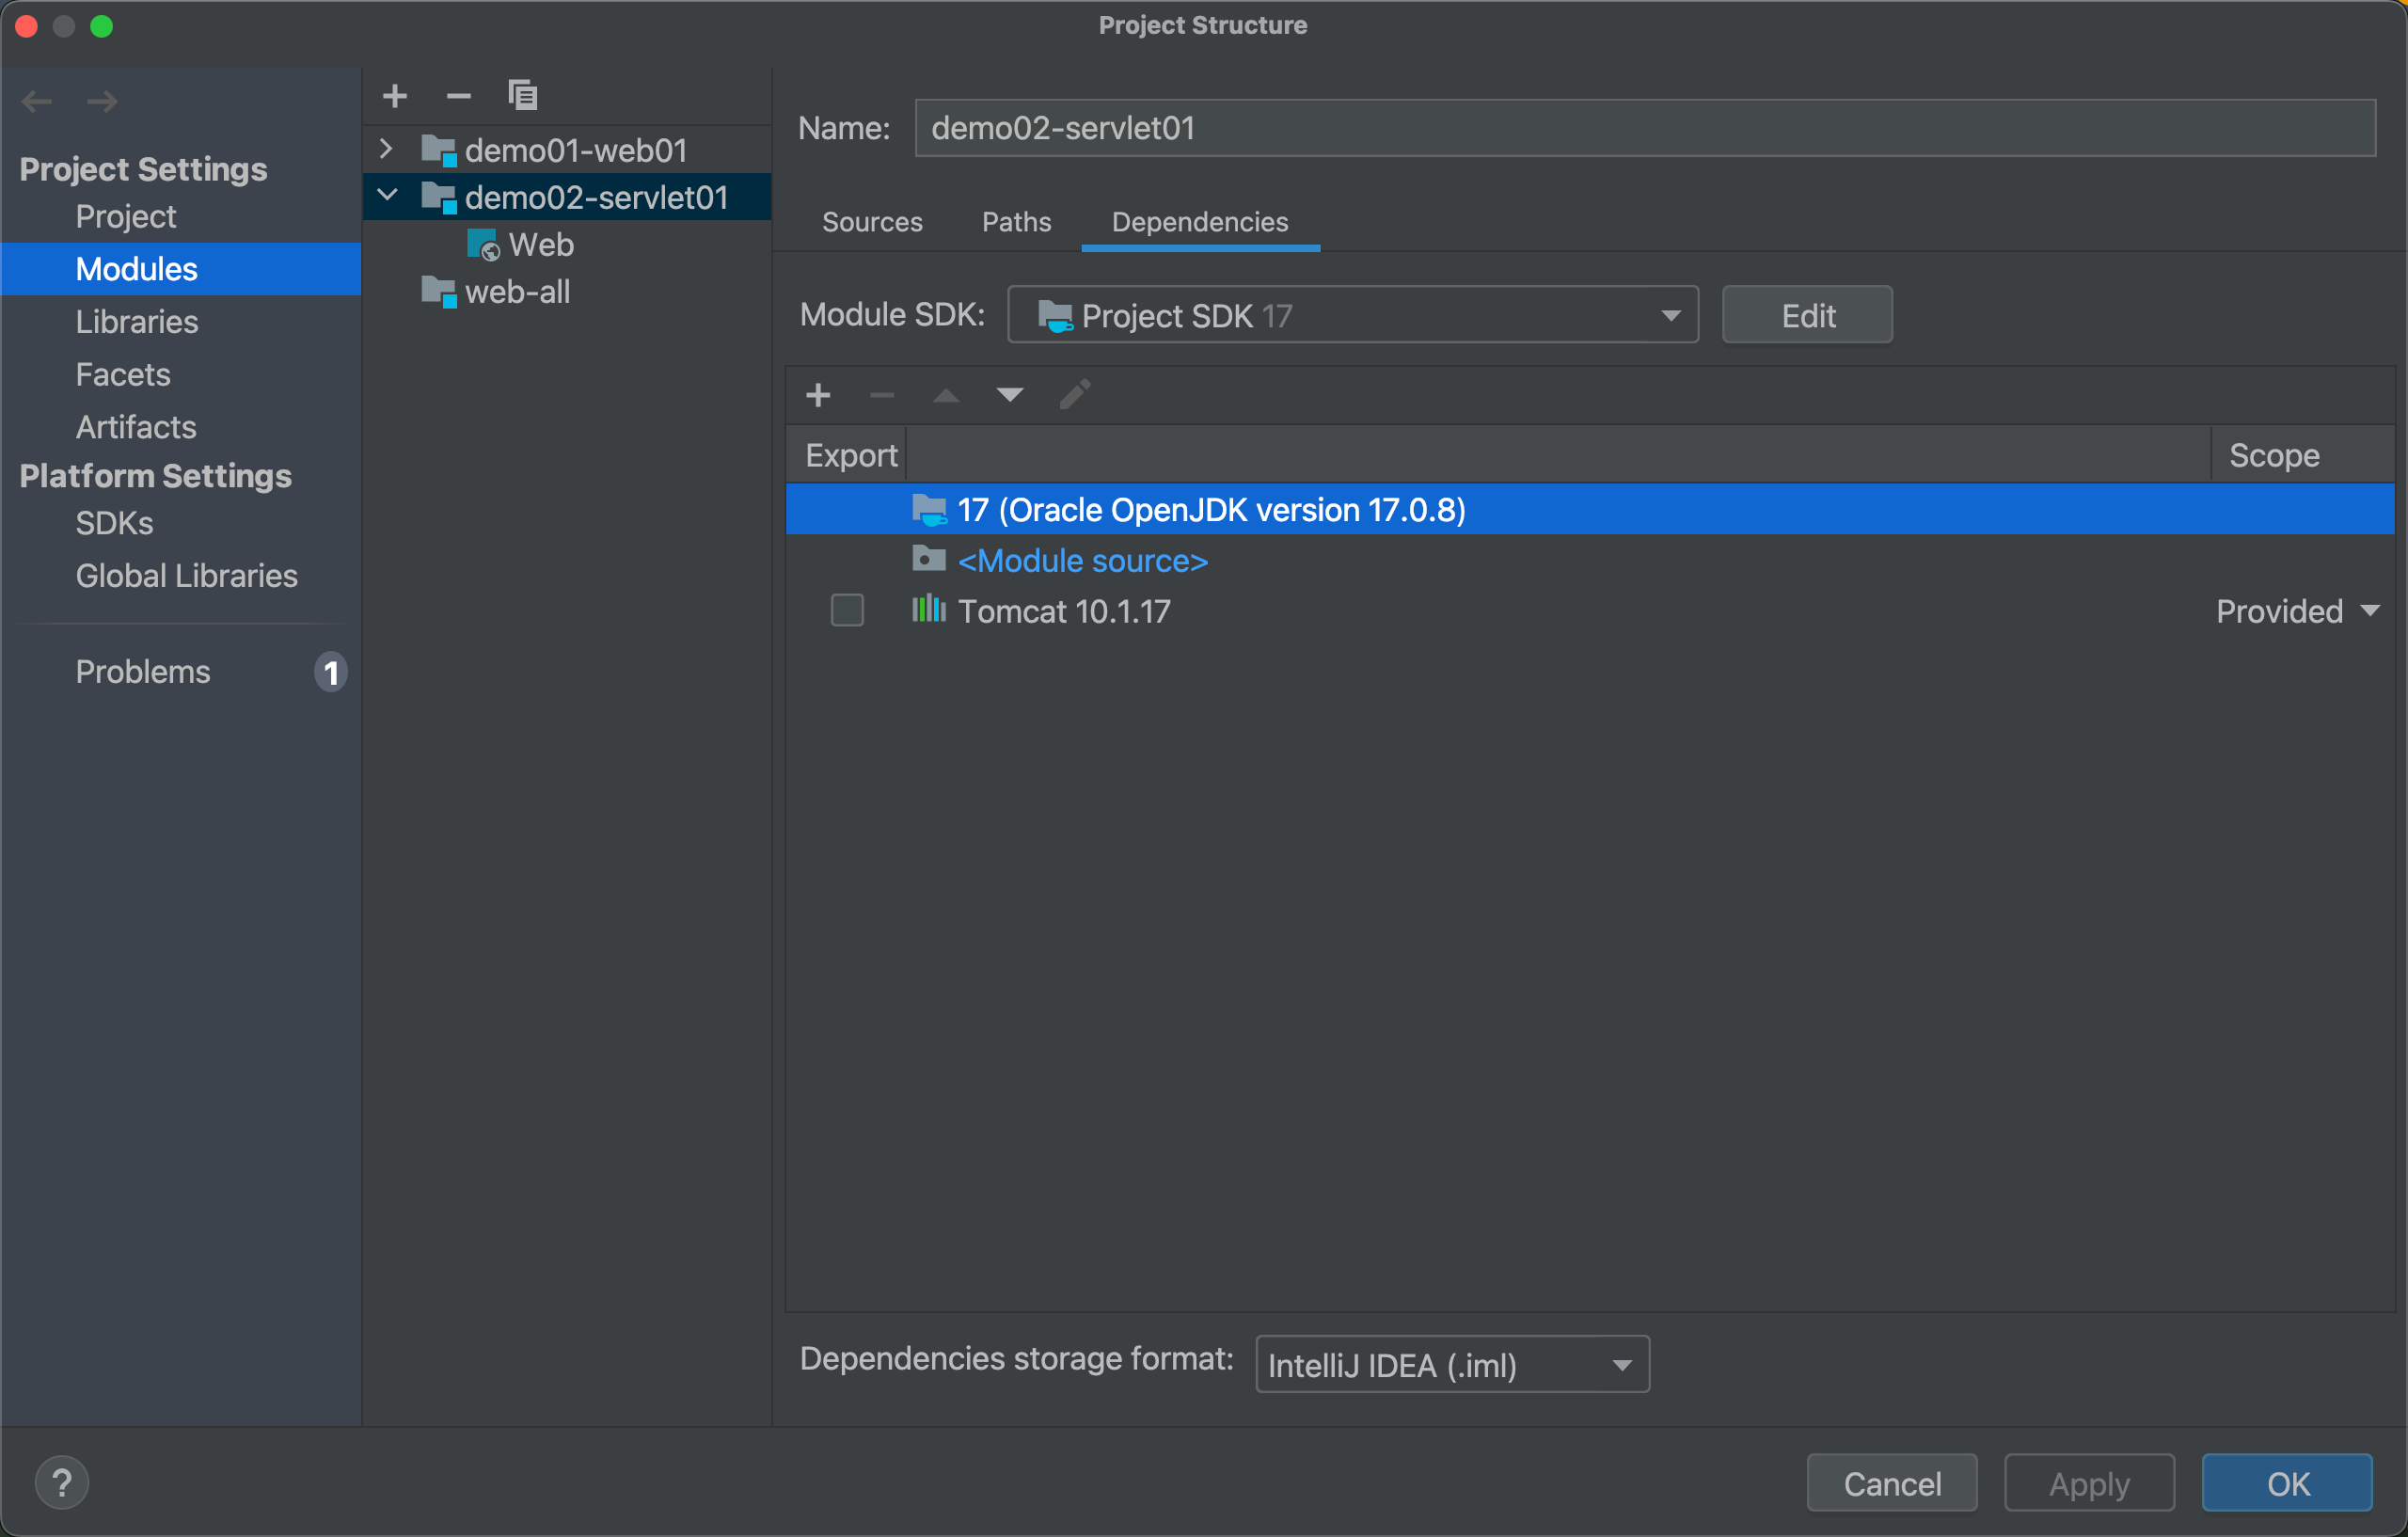 Project Structure
Project Settings
Project
Modules
Libraries
Facets
Artifacts
Platform Settings
SDKs
Global Libraries
Problems
1
demo01-web01
demo02-servlet01
Web
web-all
Name:
demo02-servlet01
Sources
Paths
Dependencies
Module SDK:
Project SDK 17
Edit
Export
Scope
17 (Oracle OpenJDK version 17.0.8)
<Module source>
Tomcat 10.1.17
Provided
Dependencies storage format:
IntelliJ IDEA (.iml)
?
Cancel
Apply
OK